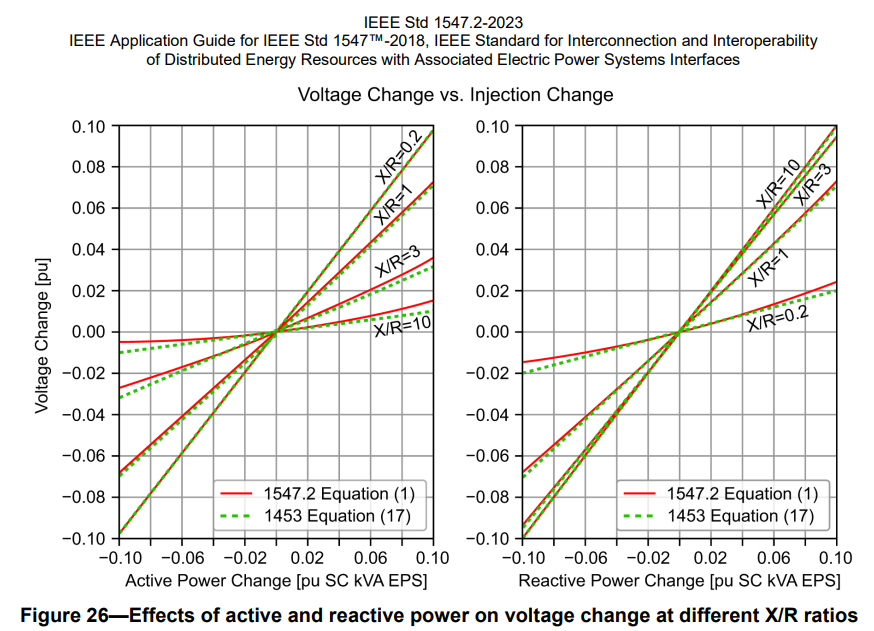 IEEE Std 1547.2-2023
IEEE Application Guide for IEEE Std 1547™-2018, IEEE Standard for Interconnection and Interoperability
of Distributed Energy Resources with Associated Electric Power Systems Interfaces
Voltage Change vs. Injection Change
Voltage Change [pu]
0.10
0.08
0.06
0.04
0.02
0.00
−0.02
−0.04
−0.06
−0.08
−0.10
X/R=0.2
X/R=1
X/R=3
X/R=10
1547.2 Equation (1)
1453 Equation (17)
−0.10 −0.06 −0.02 0.02 0.06 0.10
Active Power Change [pu SC kVA EPS]
0.10
0.08
0.06
0.04
0.02
0.00
−0.02
−0.04
−0.06
−0.08
−0.10
X/R=10
X/R=3
X/R=1
X/R=0.2
1547.2 Equation (1)
1453 Equation (17)
−0.10 −0.06 −0.02 0.02 0.06 0.10
Reactive Power Change [pu SC kVA EPS]
Figure 26—Effects of active and reactive power on voltage change at different X/R ratios